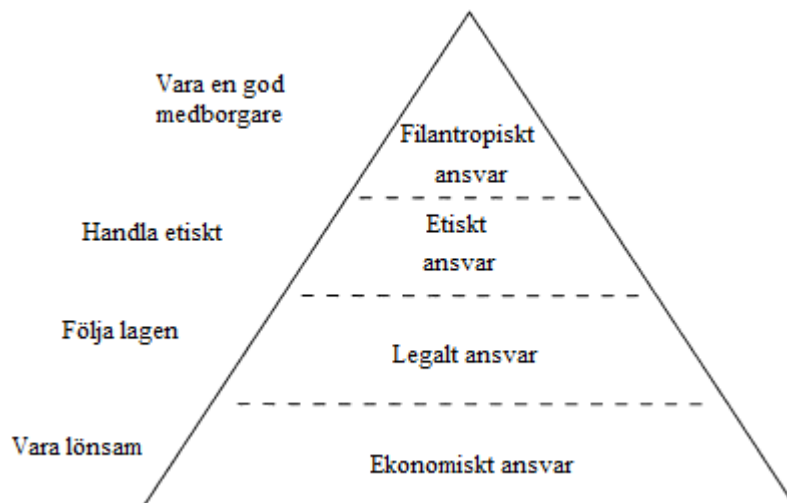 Vara en god
medborgare
Filantropiskt
ansvar
Handla etiskt
Etiskt
ansvar
Följa lagen
Legalt ansvar
Vara lönsam
Ekonomiskt ansvar